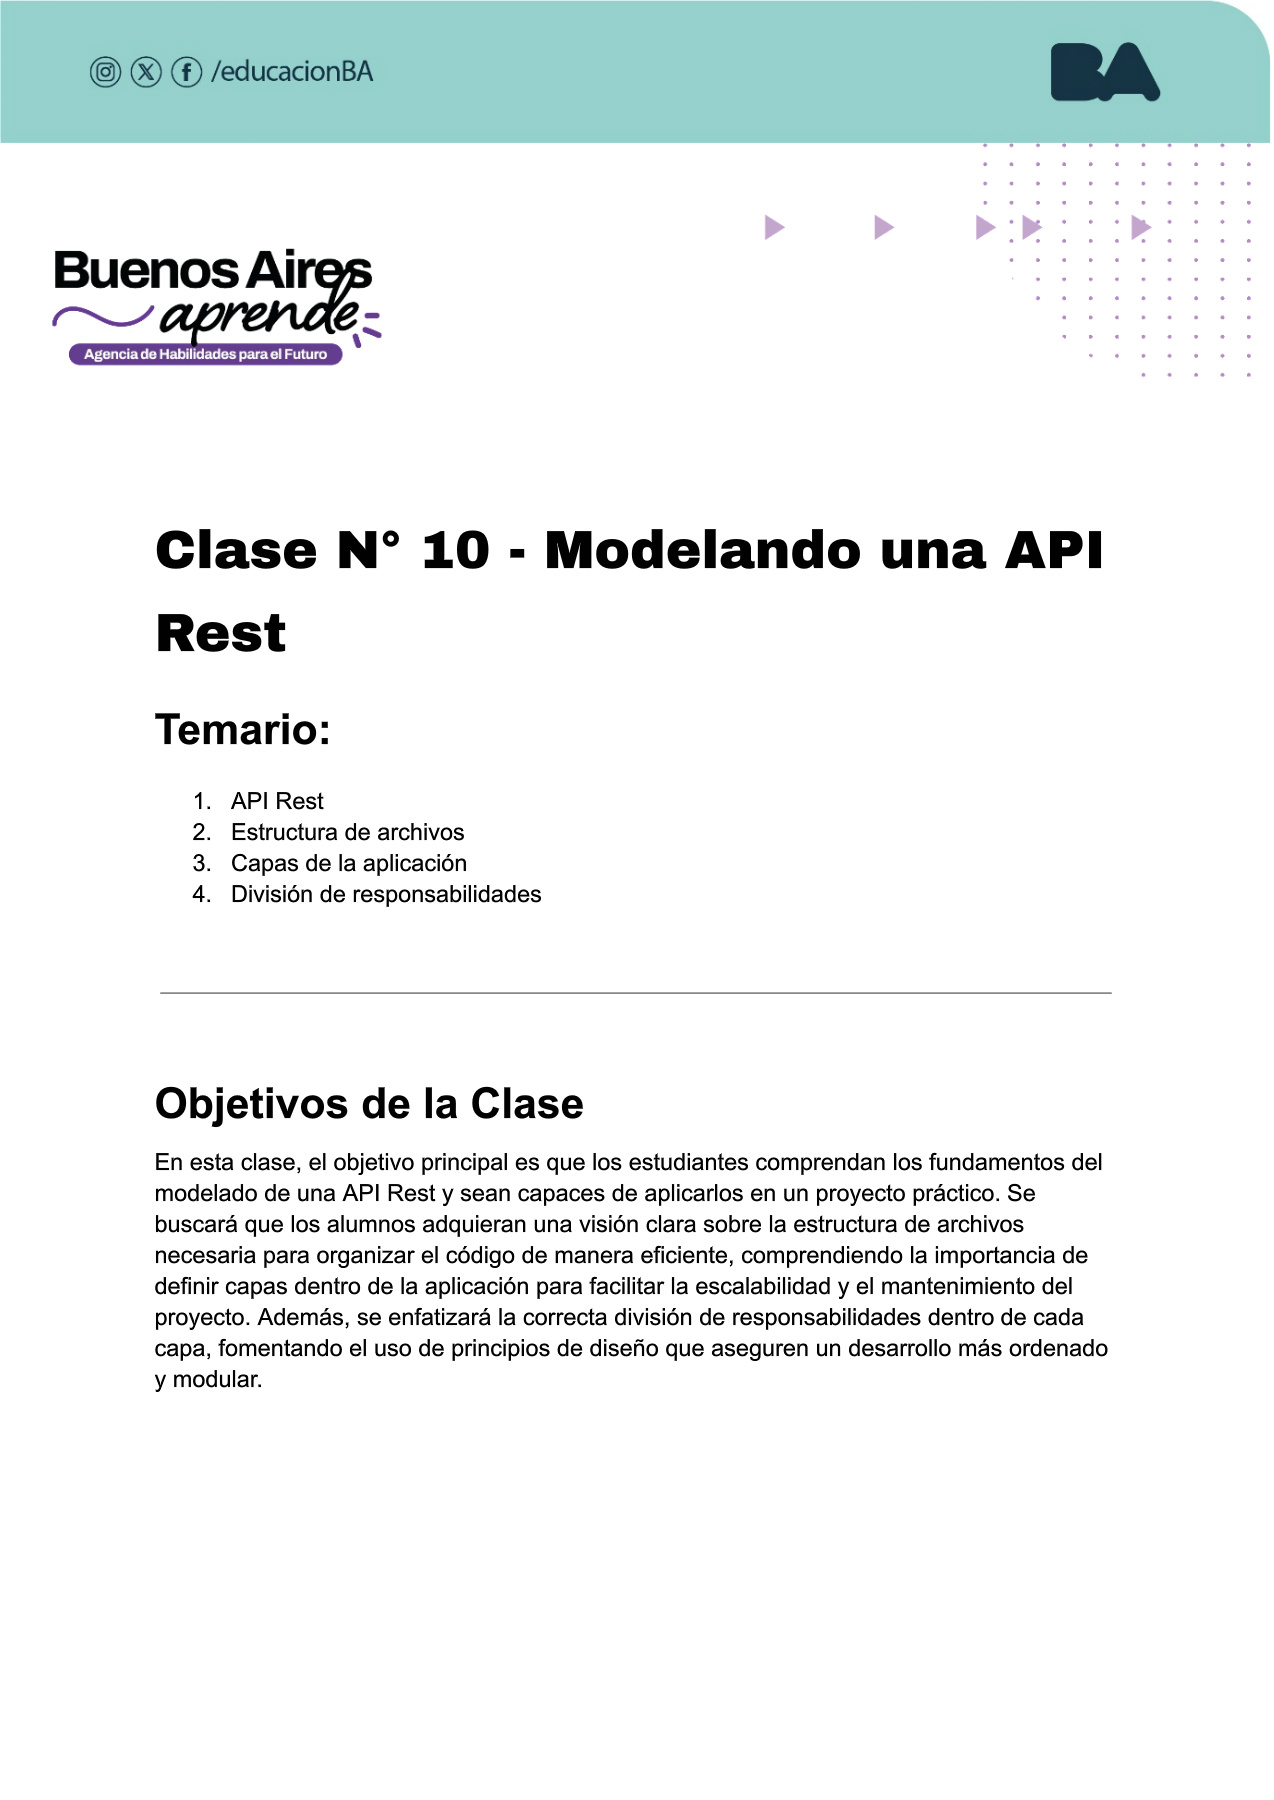 /educacionBA
BA
Buenos Aires
aprende
Agencia de Habilidades para el Futuro
Clase N° 10 - Modelando una API
Rest
Temario:
1. API Rest
2. Estructura de archivos
3. Capas de la aplicación
4. División de responsabilidades
Objetivos de la Clase
En esta clase, el objetivo principal es que los estudiantes comprendan los fundamentos del
modelado de una API Rest y sean capaces de aplicarlos en un proyecto práctico. Se
buscará que los alumnos adquieran una visión clara sobre la estructura de archivos
necesaria para organizar el código de manera eficiente, comprendiendo la importancia de
definir capas dentro de la aplicación para facilitar la escalabilidad y el mantenimiento del
proyecto. Además, se enfatizará la correcta división de responsabilidades dentro de cada
capa, fomentando el uso de principios de diseño que aseguren un desarrollo más ordenado
y modular.